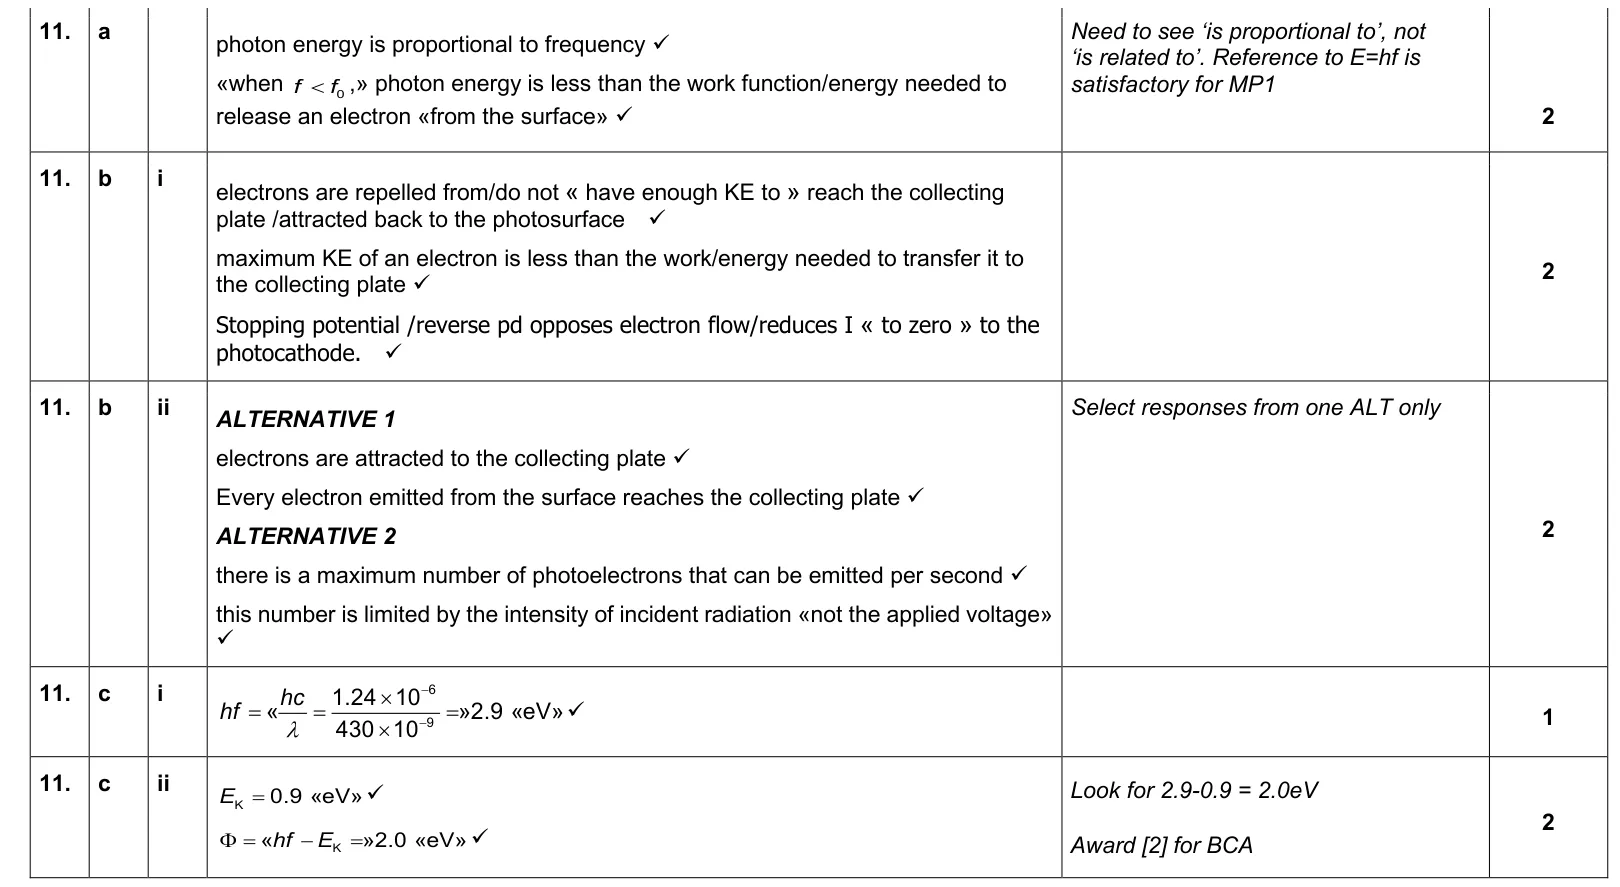 11. a
photon energy is proportional to frequency ✓
«when f < f₀,» photon energy is less than the work function/energy needed to
release an electron «from the surface» ✓
Need to see ‘is proportional to’, not
‘is related to’. Reference to E=hf is
satisfactory for MP1
2
11. b i
electrons are repelled from/do not « have enough KE to » reach the collecting
plate /attracted back to the photosurface ✓
maximum KE of an electron is less than the work/energy needed to transfer it to
the collecting plate ✓
Stopping potential /reverse pd opposes electron flow/reduces I « to zero » to the
photocathode. ✓
2
11. b ii
ALTERNATIVE 1
electrons are attracted to the collecting plate ✓
Every electron emitted from the surface reaches the collecting plate ✓
ALTERNATIVE 2
there is a maximum number of photoelectrons that can be emitted per second ✓
this number is limited by the intensity of incident radiation «not the applied voltage»
✓
Select responses from one ALT only
2
11. c i
hf = «hc/λ = 1.24 × 10⁻⁶/430 × 10⁻⁹ =»2.9 «eV» ✓
1
11. c ii
E_K = 0.9 «eV» ✓
Φ = «hf − E_K =»2.0 «eV» ✓
Look for 2.9-0.9 = 2.0eV
Award [2] for BCA
2